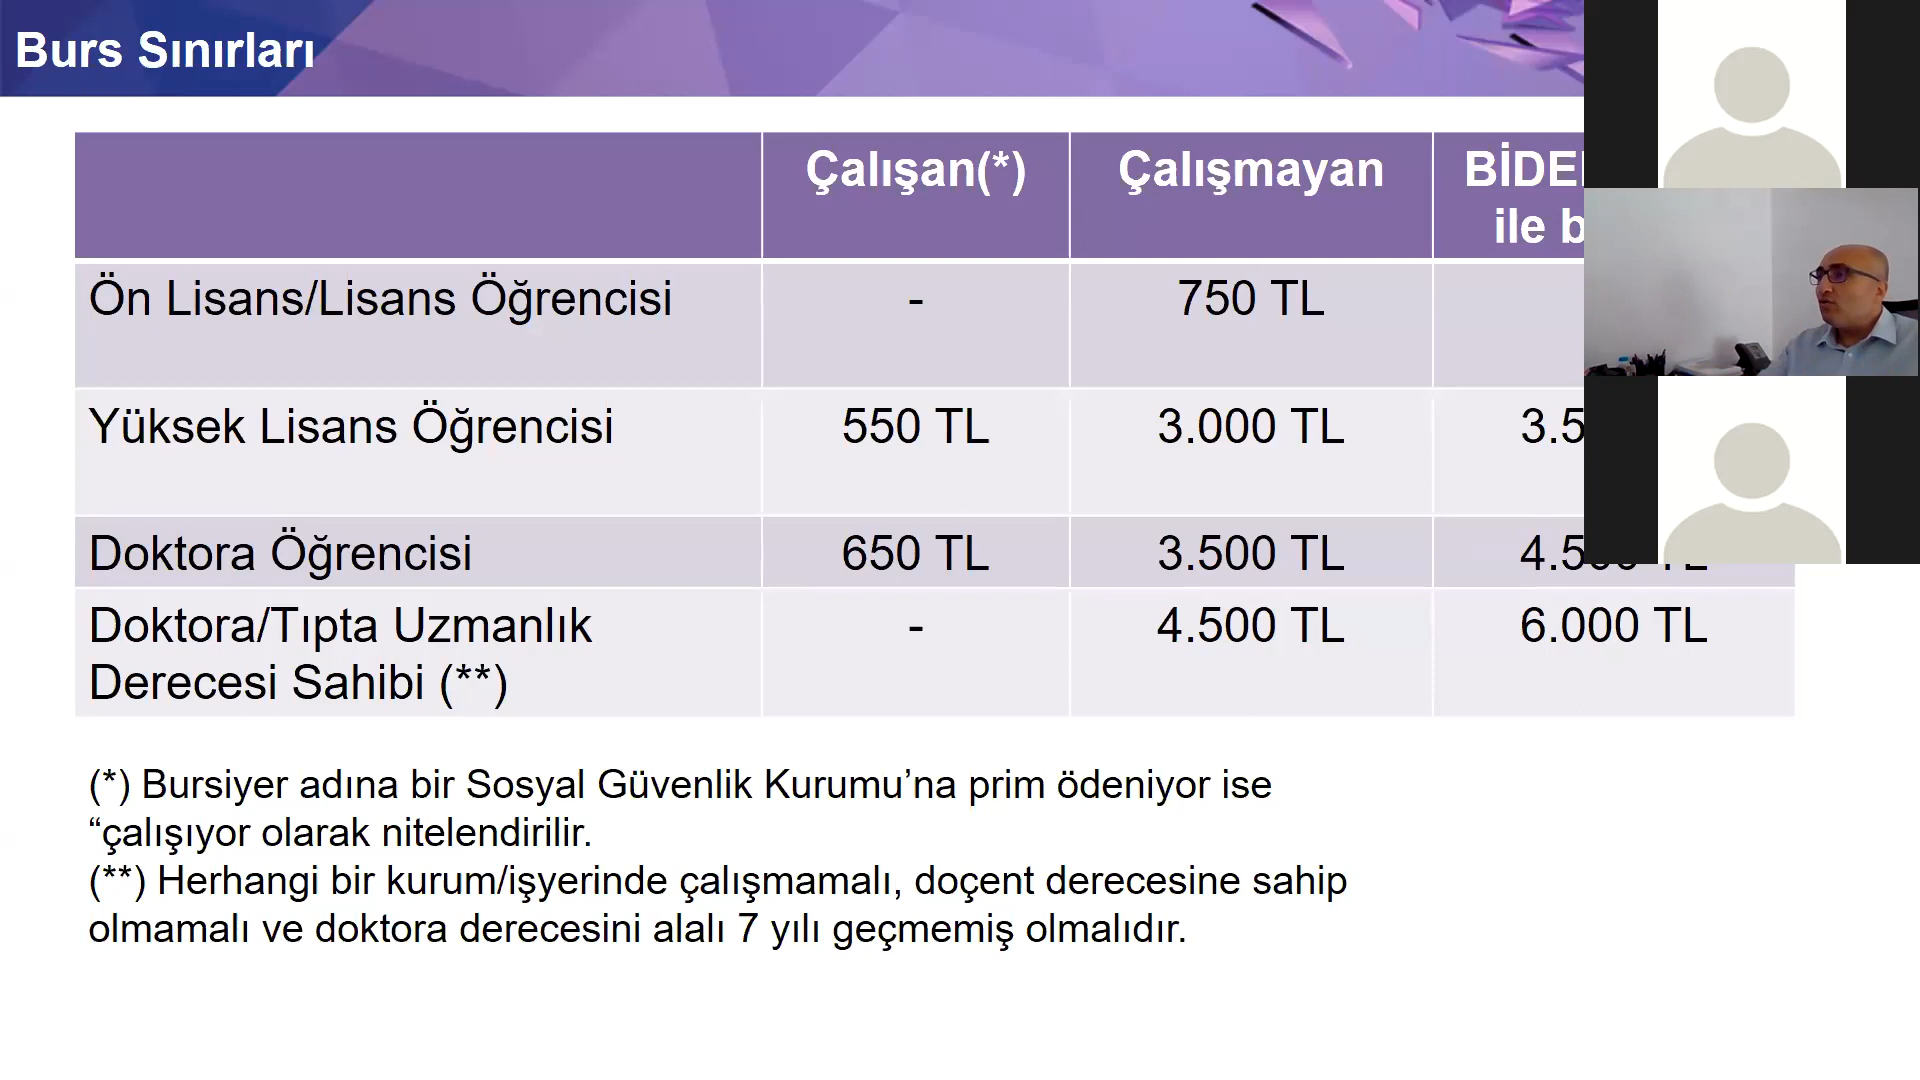 Burs Sınırları
Çalışan(*) Çalışmayan
ile
Ön Lisans/Lisans Öğrencisi - 750 TL
Yüksek Lisans Öğrencisi 550 TL 3.000 TL
Doktora Öğrencisi 650 TL 3.500 TL
Doktora/Tıpta Uzmanlık - 4.500 TL 6.000 TL
Derecesi Sahibi (**)
(*) Bursiyer adına bir Sosyal Güvenlik Kurumu’na prim ödeniyor ise
“çalışıyor olarak nitelendirilir.
(**) Herhangi bir kurum/işyerinde çalışmamalı, doçent derecesine sahip
olmamalı ve doktora derecesini alalı 7 yılı geçmemiş olmalıdır.